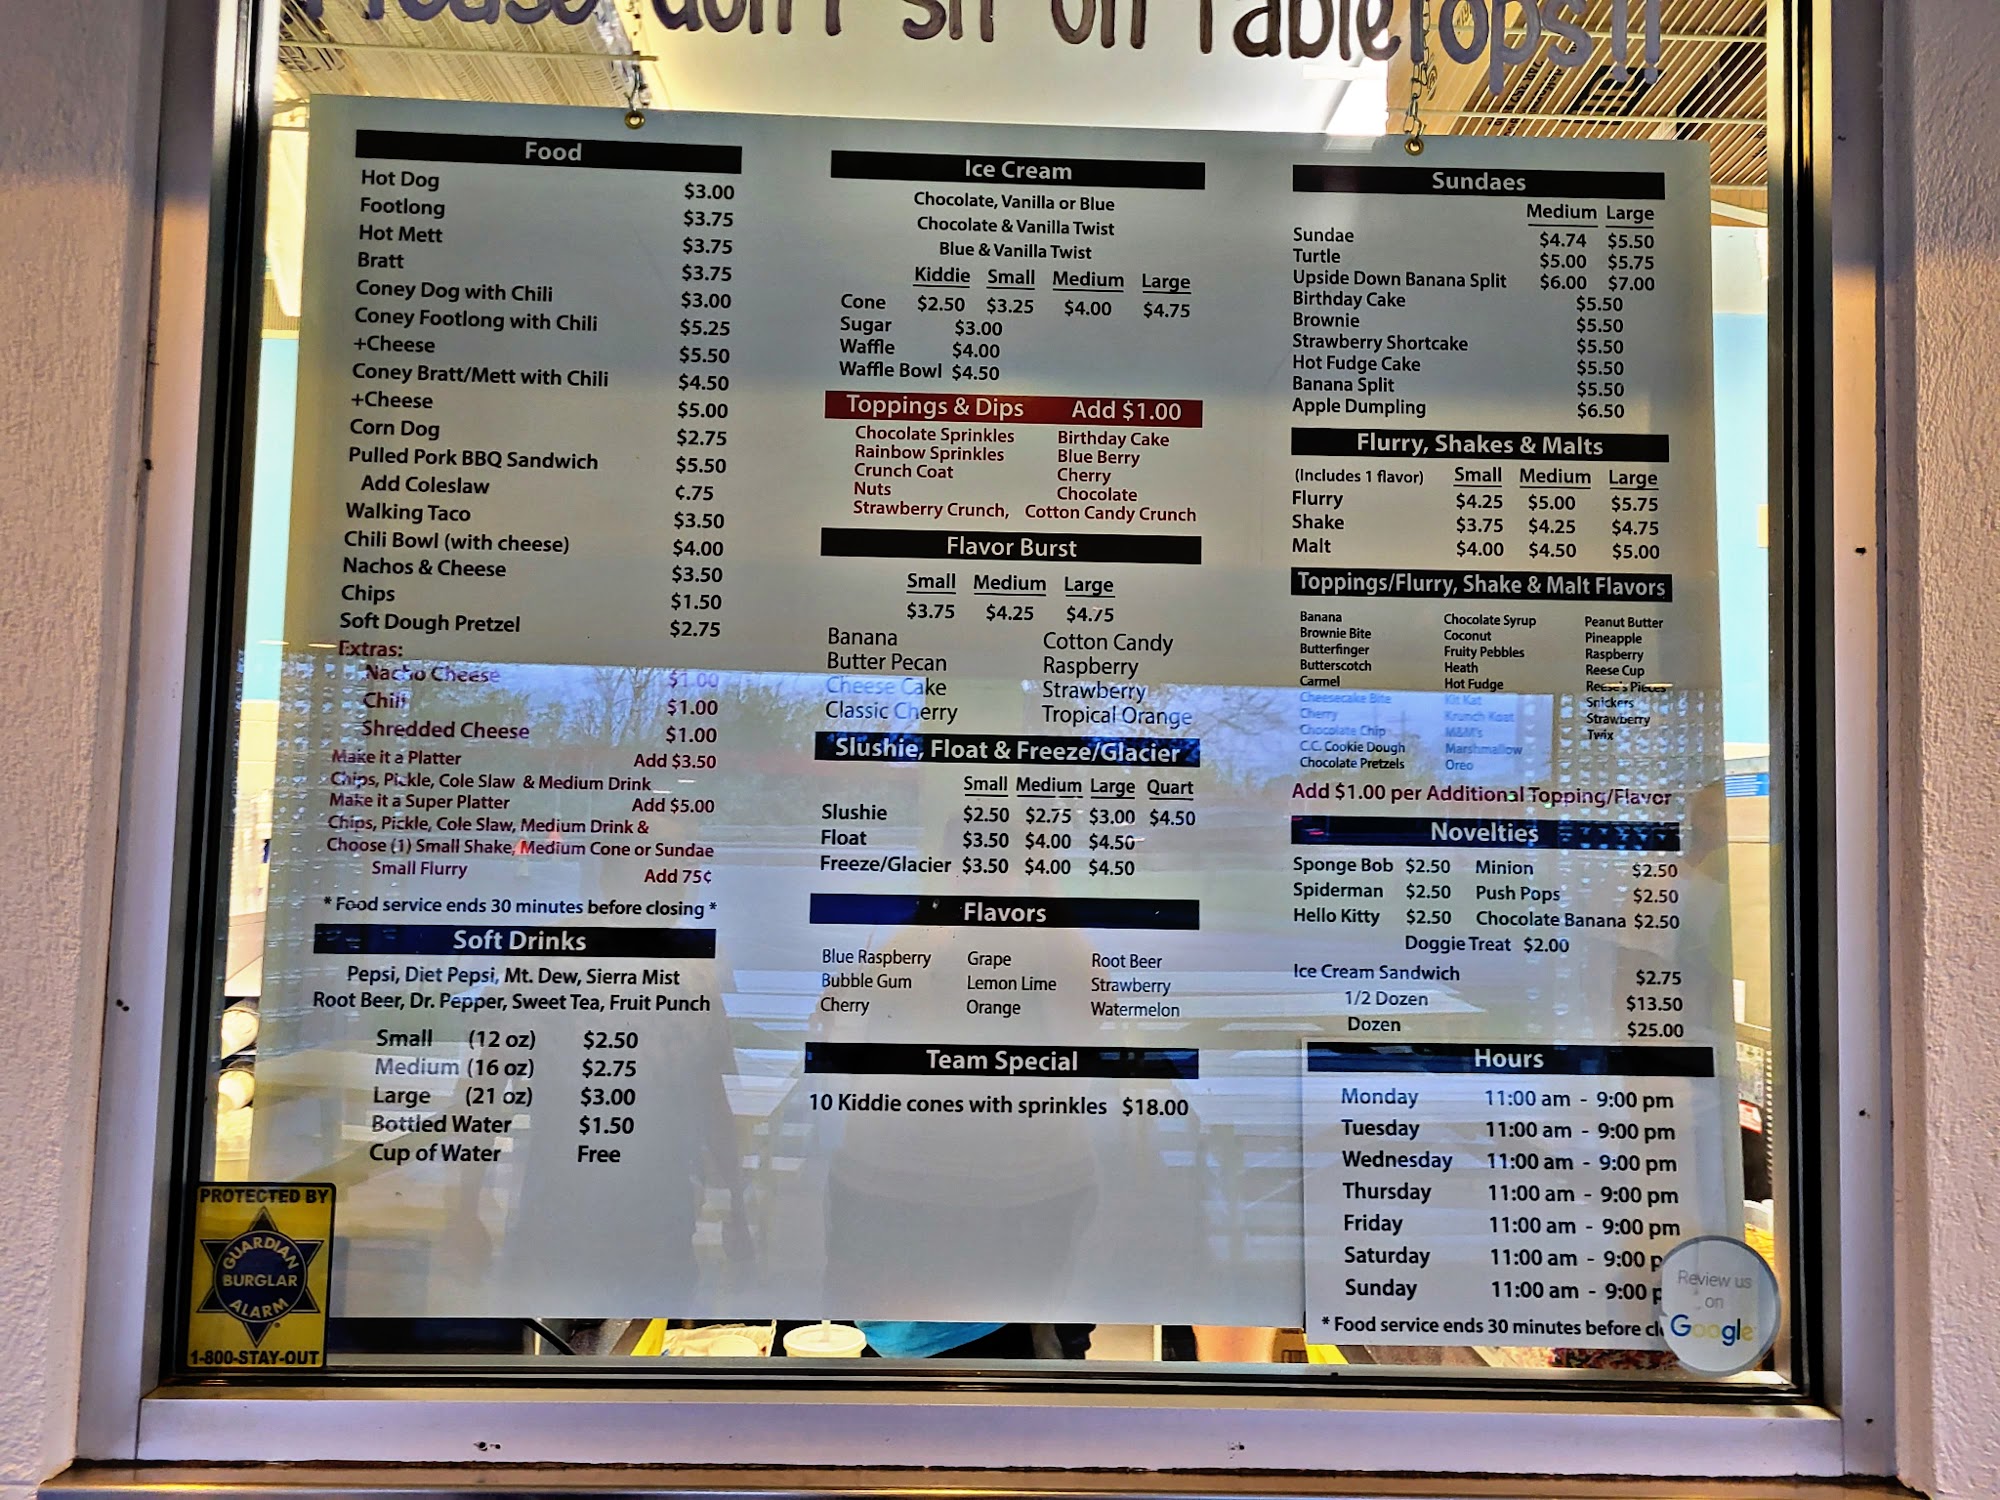 Please don't sit on TableTops!!
Food
Hot Dog $3.00
Footlong $3.75
Hot Mett $3.75
Bratt $3.75
Coney Dog with Chili $3.00
Coney Footlong with Chili $5.25
+Cheese $5.50
Coney Bratt/Mett with Chili $4.50
+Cheese $5.00
Corn Dog $2.75
Pulled Pork BBQ Sandwich $5.50
Add Coleslaw ¢.75
Walking Taco $3.50
Chili Bowl (with cheese) $4.00
Nachos & Cheese $3.50
Chips $1.50
Soft Dough Pretzel $2.75
Extras:
Nacho Cheese $1.00
Chili $1.00
Shredded Cheese $1.00
Make it a Platter Add $3.50
Chips, Pickle, Cole Slaw & Medium Drink
Make it a Super Platter Add $5.00
Chips, Pickle, Cole Slaw, Medium Drink &
Choose (1) Small Shake, Medium Cone or Sundae
Small Flurry Add 75¢
* Food service ends 30 minutes before closing *
Soft Drinks
Pepsi, Diet Pepsi, Mt. Dew, Sierra Mist
Root Beer, Dr. Pepper, Sweet Tea, Fruit Punch
Small (12 oz) $2.50
Medium (16 oz) $2.75
Large (21 oz) $3.00
Bottled Water $1.50
Cup of Water Free
PROTECTED BY
GUARDIAN
BURGLAR
ALARM
1-800-STAY-OUT
Ice Cream
Chocolate, Vanilla or Blue
Chocolate & Vanilla Twist
Blue & Vanilla Twist
Kiddie Small Medium Large
Cone $2.50 $3.25 $4.00 $4.75
Sugar $3.00
Waffle $4.00
Waffle Bowl $4.50
Toppings & Dips Add $1.00
Chocolate Sprinkles Birthday Cake
Rainbow Sprinkles Blue Berry
Crunch Coat Cherry
Nuts Chocolate
Strawberry Crunch, Cotton Candy Crunch
Flavor Burst
Small Medium Large
$3.75 $4.25 $4.75
Banana Cotton Candy
Butter Pecan Raspberry
Cheese Cake Strawberry
Classic Cherry Tropical Orange
Slushie, Float & Freeze/Glacier
Small Medium Large Quart
Slushie $2.50 $2.75 $3.00 $4.50
Float $3.50 $4.00 $4.50
Freeze/Glacier $3.50 $4.00 $4.50
Flavors
Blue Raspberry Grape Root Beer
Bubble Gum Lemon Lime Strawberry
Cherry Orange Watermelon
Team Special
10 Kiddie cones with sprinkles $18.00
Sundaes
Medium Large
Sundae $4.74 $5.50
Turtle $5.00 $5.75
Upside Down Banana Split $6.00 $7.00
Birthday Cake $5.50
Brownie $5.50
Strawberry Shortcake $5.50
Hot Fudge Cake $5.50
Banana Split $5.50
Apple Dumpling $6.50
Flurry, Shakes & Malts
(Includes 1 flavor) Small Medium Large
Flurry $4.25 $5.00 $5.75
Shake $3.75 $4.25 $4.75
Malt $4.00 $4.50 $5.00
Toppings/Flurry, Shake & Malt Flavors
Banana Chocolate Syrup Peanut Butter
Brownie Bite Coconut Pineapple
Butterfinger Fruity Pebbles Raspberry
Butterscotch Heath Reese Cup
Carmel Hot Fudge Reese's Pieces
Cheesecake Bite Kit Kat Snickers
Cherry Krunch Koat Strawberry
Chocolate Chip M&M's Twix
C.C. Cookie Dough Marshmallow
Chocolate Pretzels Oreo
Add $1.00 per Additional Topping/Flavor
Novelties
Sponge Bob $2.50 Minion $2.50
Spiderman $2.50 Push Pops $2.50
Hello Kitty $2.50 Chocolate Banana $2.50
Doggie Treat $2.00
Ice Cream Sandwich $2.75
1/2 Dozen $13.50
Dozen $25.00
Hours
Monday 11:00 am - 9:00 pm
Tuesday 11:00 am - 9:00 pm
Wednesday 11:00 am - 9:00 pm
Thursday 11:00 am - 9:00 pm
Friday 11:00 am - 9:00 pm
Saturday 11:00 am - 9:00 p
Sunday 11:00 am - 9:00 p
* Food service ends 30 minutes before cl
Review us
on
Google